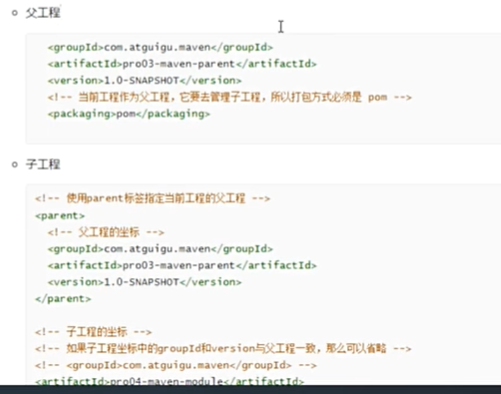 父工程
<groupId>com.atguigu.maven</groupId>
<artifactId>pro03-maven-parent</artifactId>
<version>1.0-SNAPSHOT</version>
<!-- 当前工程作为父工程，它要去管理子工程，所以打包方式必须是 pom -->
<packaging>pom</packaging>
子工程
<!-- 使用parent标签指定当前工程的父工程 -->
<parent>
<!-- 父工程的坐标 -->
<groupId>com.atguigu.maven</groupId>
<artifactId>pro03-maven-parent</artifactId>
<version>1.0-SNAPSHOT</version>
</parent>
<!-- 子工程的坐标 -->
<!-- 如果子工程坐标中的groupId和version与父工程一致，那么可以省略 -->
<!-- <groupId>com.atguigu.maven</groupId> -->
<artifactId>pro04-maven-module</artifactId>